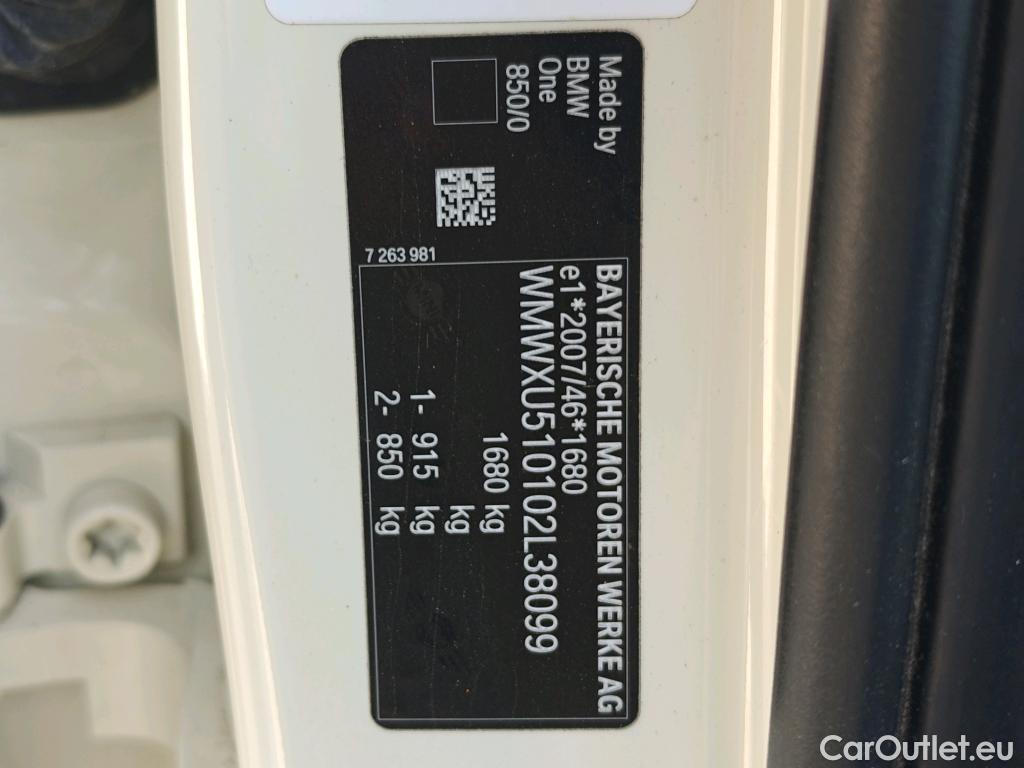 Made by
BMW
One
850/0
7 263 981
BAYERISCHE MOTOREN WERKE AG
e1*2007/46*1680
WMWXU510102L38099
1680 kg
kg
1- 915 kg
2- 850 kg
CarOutlet.eu